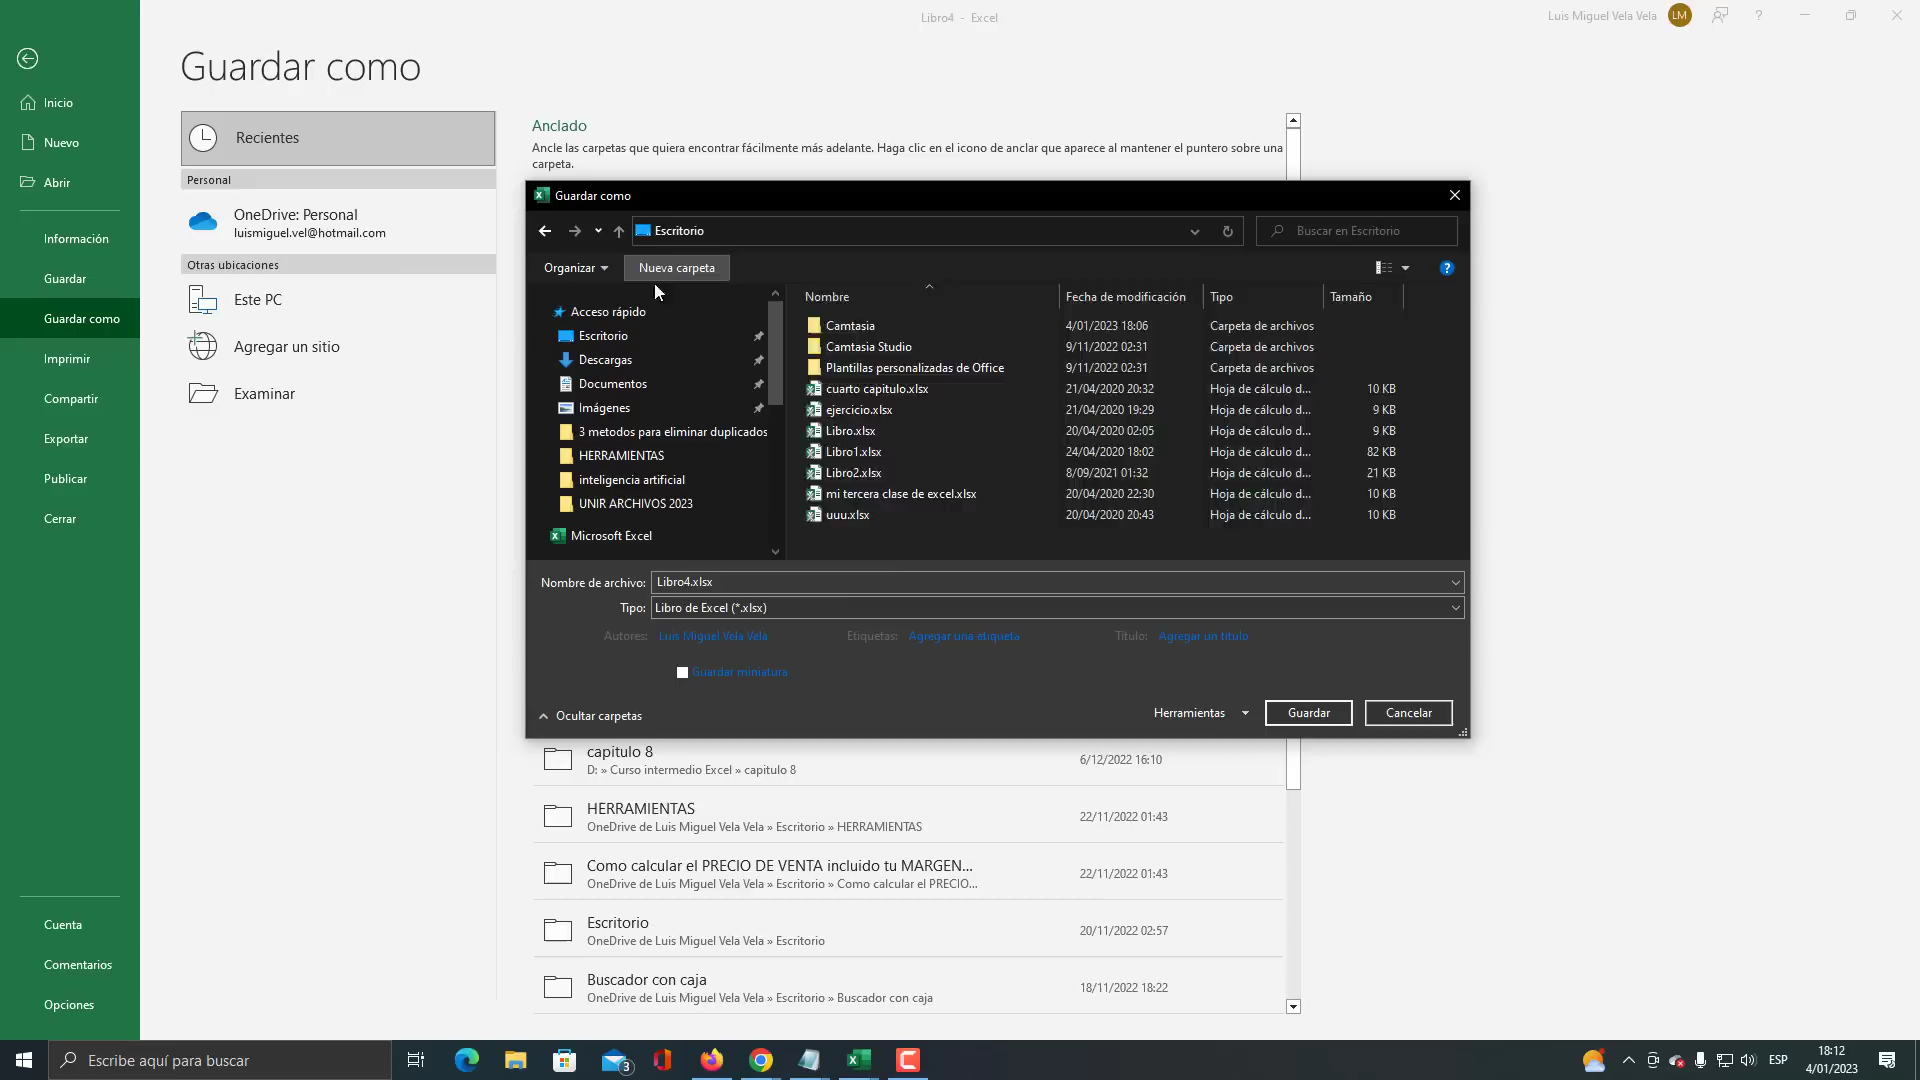 Libro4 - Excel
Luis Miguel Vela Vela
LM
?
Guardar como
Inicio
Nuevo
Abrir
Información
Guardar
Guardar como
Imprimir
Compartir
Exportar
Publicar
Cerrar
Cuenta
Comentarios
Opciones
Recientes
Personal
OneDrive: Personal
luismiguel.vel@hotmail.com
Otras ubicaciones
Este PC
Agregar un sitio
Examinar
Anclado
Ancle las carpetas que quiera encontrar fácilmente más adelante. Haga clic en el icono de anclar que aparece al mantener el puntero sobre una
carpeta.
Guardar como
Escritorio
Buscar en Escritorio
Organizar
Nueva carpeta
?
Acceso rápido
Escritorio
Descargas
Documentos
Imágenes
3 metodos para eliminar duplicados
HERRAMIENTAS
inteligencia artificial
UNIR ARCHIVOS 2023
Microsoft Excel
Nombre Fecha de modificación Tipo Tamaño
Camtasia 4/01/2023 18:06 Carpeta de archivos
Camtasia Studio 9/11/2022 02:31 Carpeta de archivos
Plantillas personalizadas de Office 9/11/2022 02:31 Carpeta de archivos
cuarto capitulo.xlsx 21/04/2020 20:32 Hoja de cálculo d... 10 KB
ejercicio.xlsx 21/04/2020 19:29 Hoja de cálculo d... 9 KB
Libro.xlsx 20/04/2020 02:05 Hoja de cálculo d... 9 KB
Libro1.xlsx 24/04/2020 18:02 Hoja de cálculo d... 82 KB
Libro2.xlsx 8/09/2021 01:32 Hoja de cálculo d... 21 KB
mi tercera clase de excel.xlsx 20/04/2020 22:30 Hoja de cálculo d... 10 KB
uuu.xlsx 20/04/2020 20:43 Hoja de cálculo d... 10 KB
Nombre de archivo: Libro4.xlsx
Tipo: Libro de Excel (*.xlsx)
Autores: Luis Miguel Vela Vela Etiquetas: Agregar una etiqueta Título: Agregar un título
Guardar miniatura
Ocultar carpetas
Herramientas
Guardar
Cancelar
capitulo 8
D: » Curso intermedio Excel » capitulo 8
6/12/2022 16:10
HERRAMIENTAS
OneDrive de Luis Miguel Vela Vela » Escritorio » HERRAMIENTAS
22/11/2022 01:43
Como calcular el PRECIO DE VENTA incluido tu MARGEN...
OneDrive de Luis Miguel Vela Vela » Escritorio » Como calcular el PRECIO...
22/11/2022 01:43
Escritorio
OneDrive de Luis Miguel Vela Vela » Escritorio
20/11/2022 02:57
Buscador con caja
OneDrive de Luis Miguel Vela Vela » Escritorio » Buscador con caja
18/11/2022 18:22
Escribe aquí para buscar
3
ESP
18:12
4/01/2023